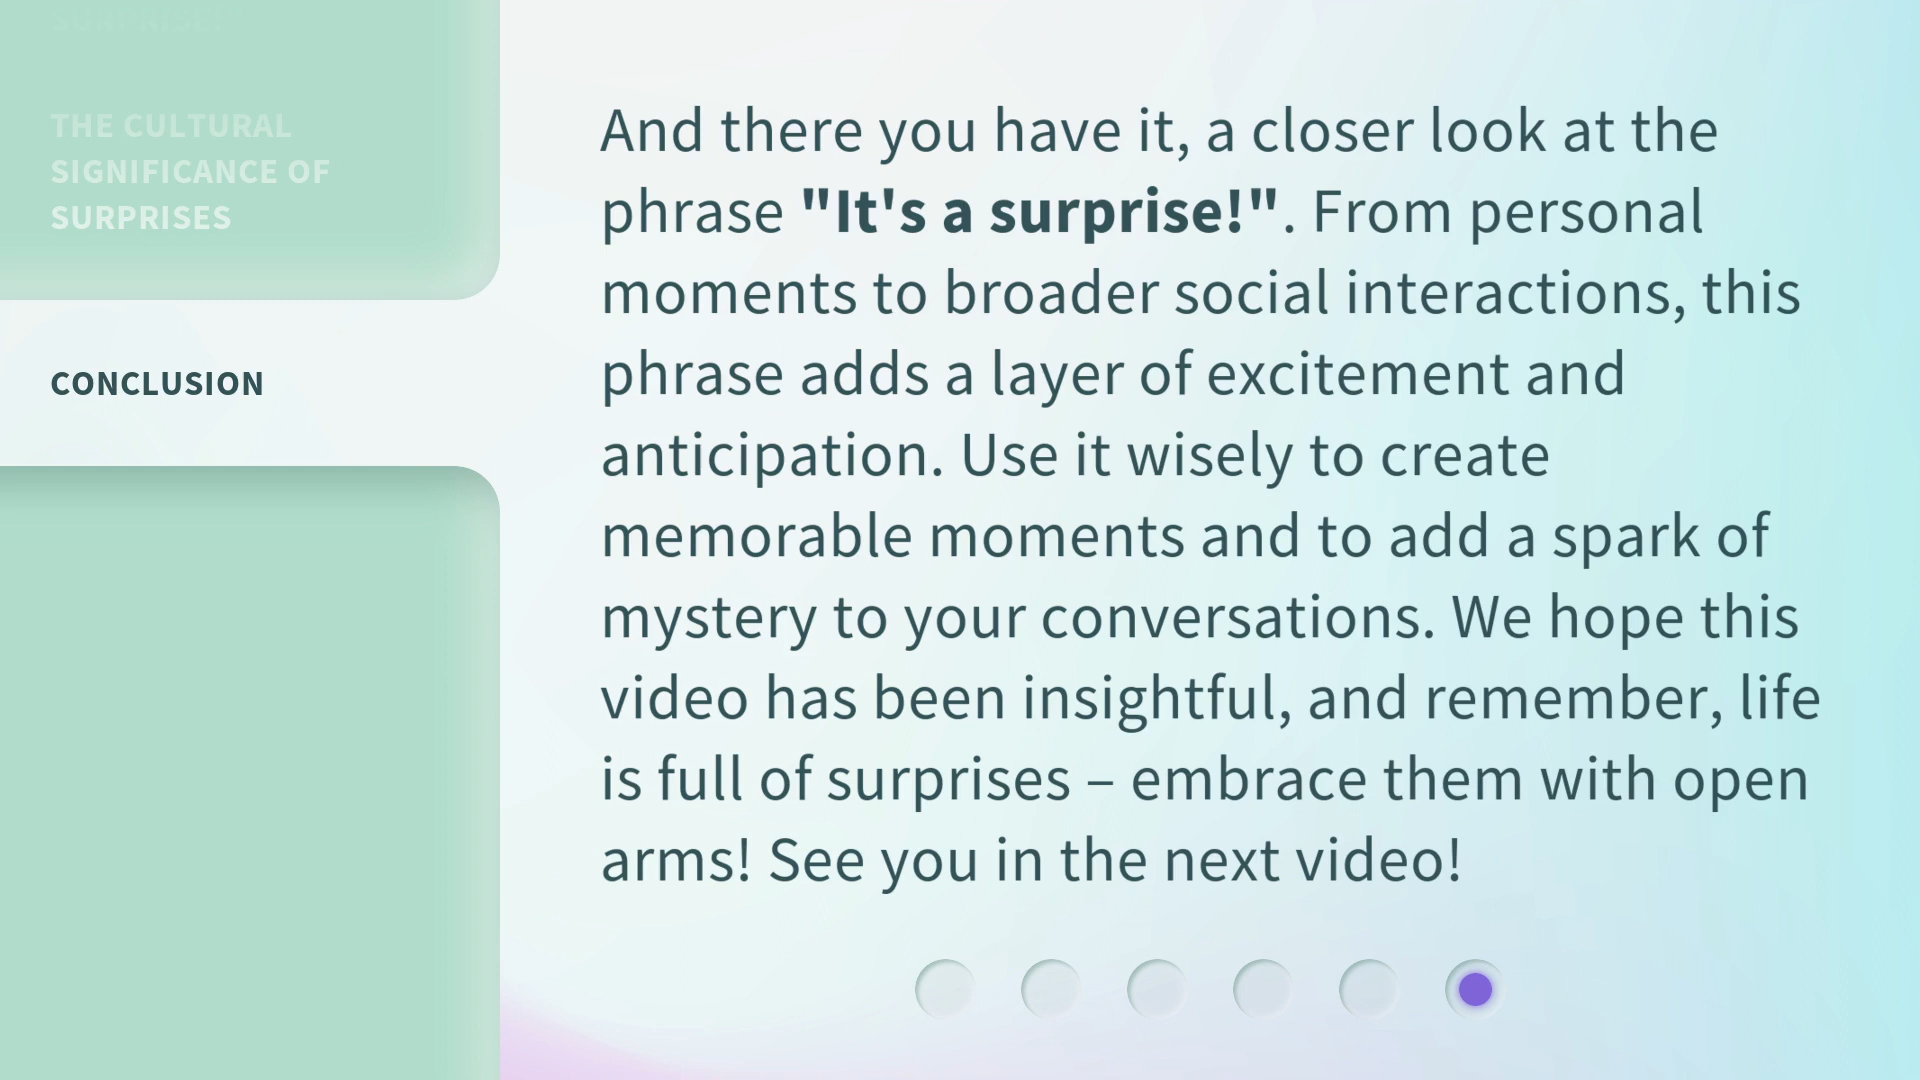 SURPRISE!"
THE CULTURAL
SIGNIFICANCE OF
SURPRISES
CONCLUSION
And there you have it, a closer look at the
phrase "It's a surprise!". From personal
moments to broader social interactions, this
phrase adds a layer of excitement and
anticipation. Use it wisely to create
memorable moments and to add a spark of
mystery to your conversations. We hope this
video has been insightful, and remember, life
is full of surprises – embrace them with open
arms! See you in the next video!